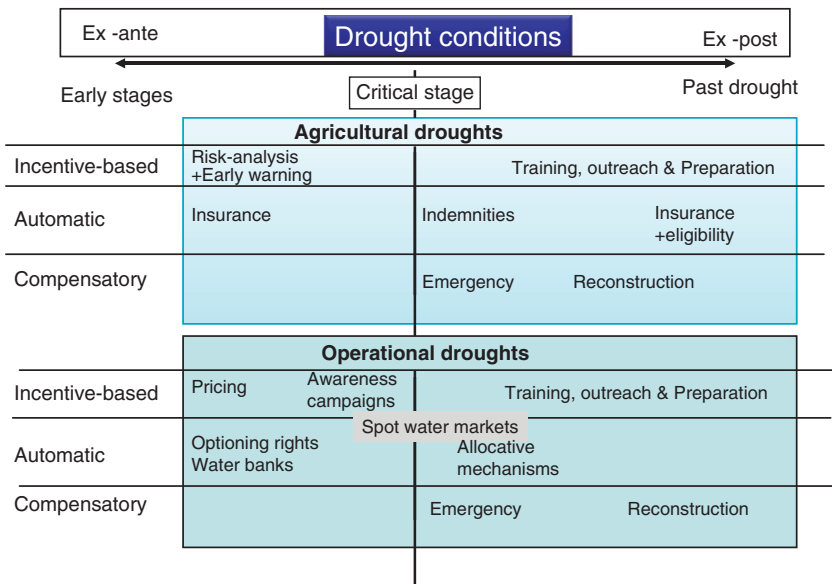 Ex -ante
Drought conditions
Ex -post
Early stages
Critical stage
Past drought
Agricultural droughts
Incentive-based
Risk-analysis
+Early warning
Training, outreach & Preparation
Automatic
Insurance
Indemnities
Insurance
+eligibility
Compensatory
Emergency
Reconstruction
Operational droughts
Incentive-based
Pricing
Awareness
campaigns
Training, outreach & Preparation
Spot water markets
Automatic
Optioning rights
Water banks
Allocative
mechanisms
Compensatory
Emergency
Reconstruction